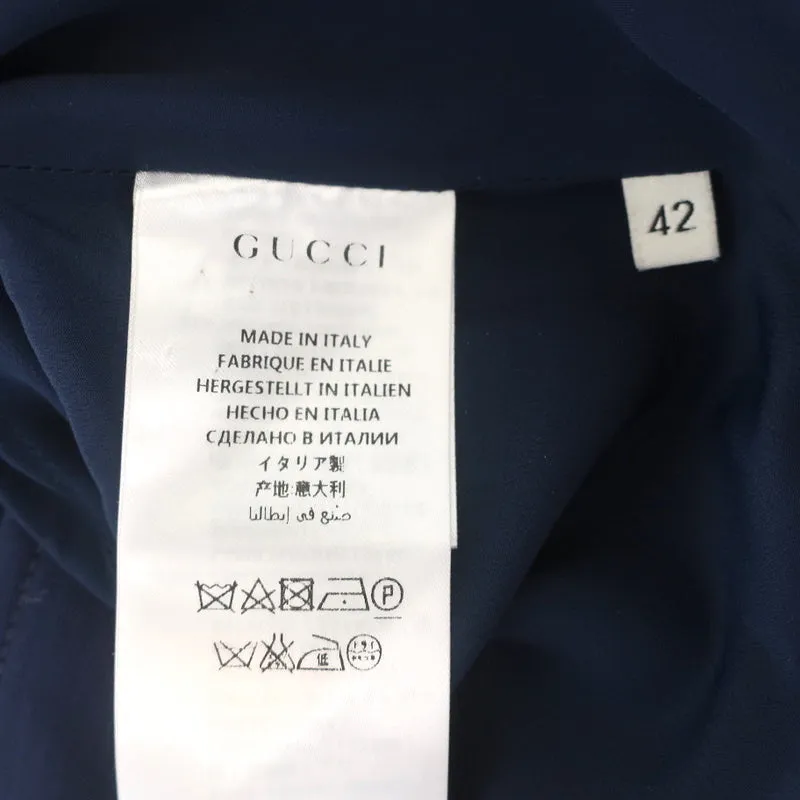 GUCCI
42
MADE IN ITALY
FABRIQUE EN ITALIE
HERGESTELLT IN ITALIEN
HECHO EN ITALIA
СДЕЛАНО В ИТАЛИИ
イタリア製
产地:意大利
صنع في إيطاليا
P
低